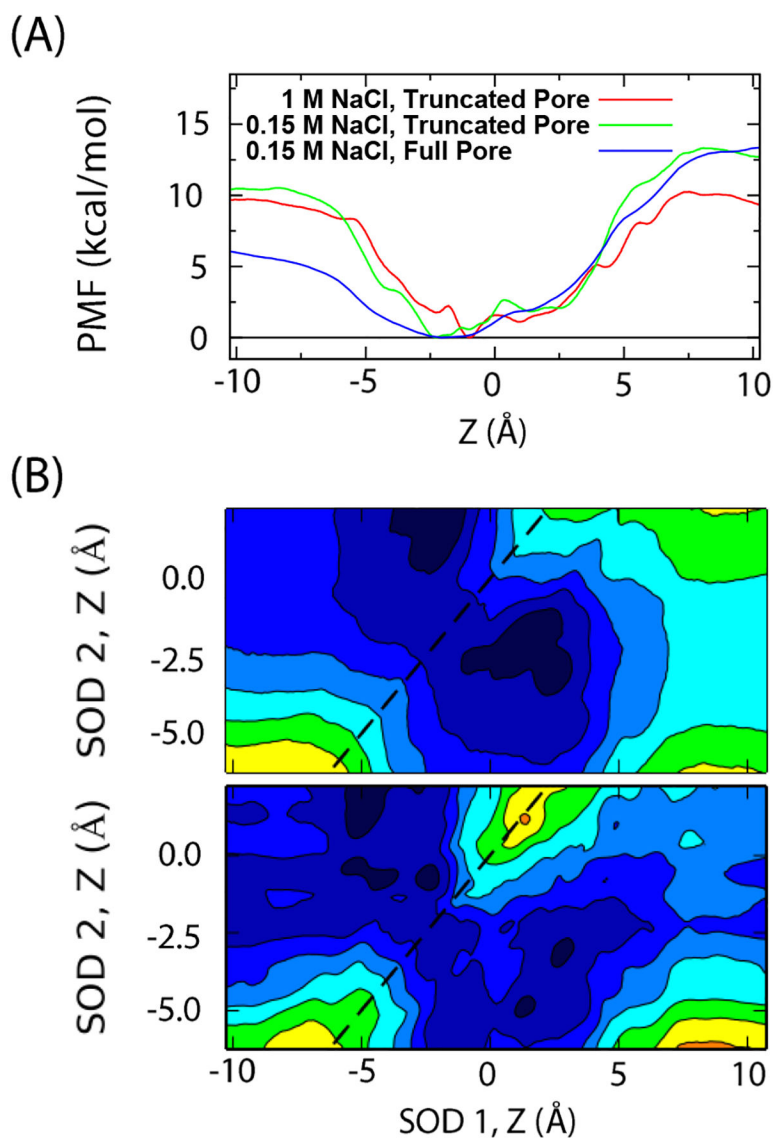 (A)
PMF (kcal/mol)
15
10
5
0
1 M NaCl, Truncated Pore
0.15 M NaCl, Truncated Pore
0.15 M NaCl, Full Pore
-10 -5 0 5 10
Z (Å)
(B)
SOD 2, Z (Å)
0.0
-2.5
-5.0
SOD 2, Z (Å)
0.0
-2.5
-5.0
-10 -5 0 5 10
SOD 1, Z (Å)